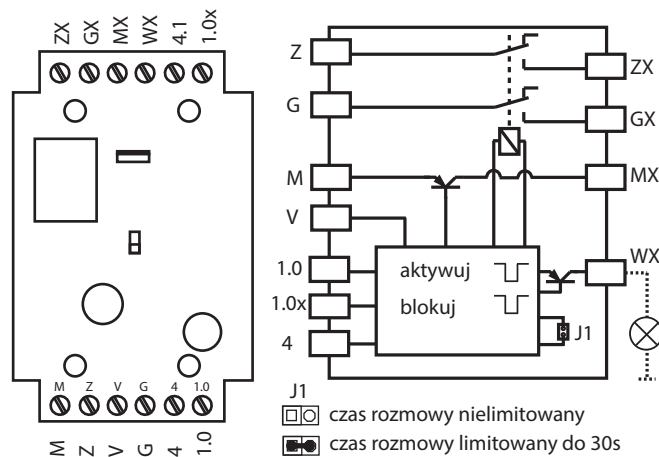 ZX GX MX WX 4.1 1.0x
M Z V G 4 1.0
M Z V G 4 1.0
Z
G
M
V
1.0
1.0x
4
ZX
GX
MX
WX
aktywuj
blokuj
J1
J1
czas rozmowy nielimitowany
czas rozmowy limitowany do 30s